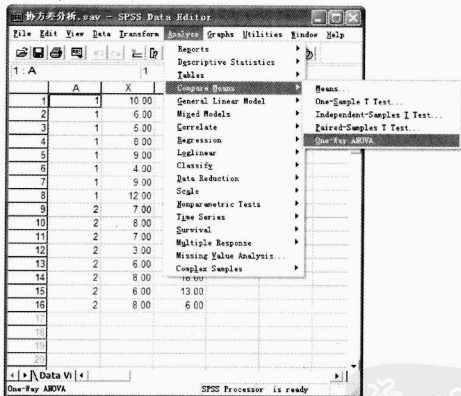 协方差分析.sav - SPSS Data Editor
File Edit View Data Transform Analyze Graphs Utilities Window Help
1 : A 1
A X
1 1 10.00
2 1 6.00
3 1 5.00
4 1 8.00
5 1 9.00
6 1 4.00
7 1 9.00
8 1 12.00
9 2 7.00
10 2 8.00
11 2 7.00
12 2 3.00
13 2 6.00
14 2 8.00 18.00
15 2 6.00 13.00
16 2 8.00 6.00
17
18
19
20
Reports
Descriptive Statistics
Tables
Compare Means
General Linear Model
Mixed Models
Correlate
Regression
Loglinear
Classify
Data Reduction
Scale
Nonparametric Tests
Time Series
Survival
Multiple Response
Missing Value Analysis...
Complex Samples
Means...
One-Sample T Test...
Independent-Samples T Test...
Paired-Samples T Test...
One-Way ANOVA
Data Vi
One-Way ANOVA SPSS Processor is ready